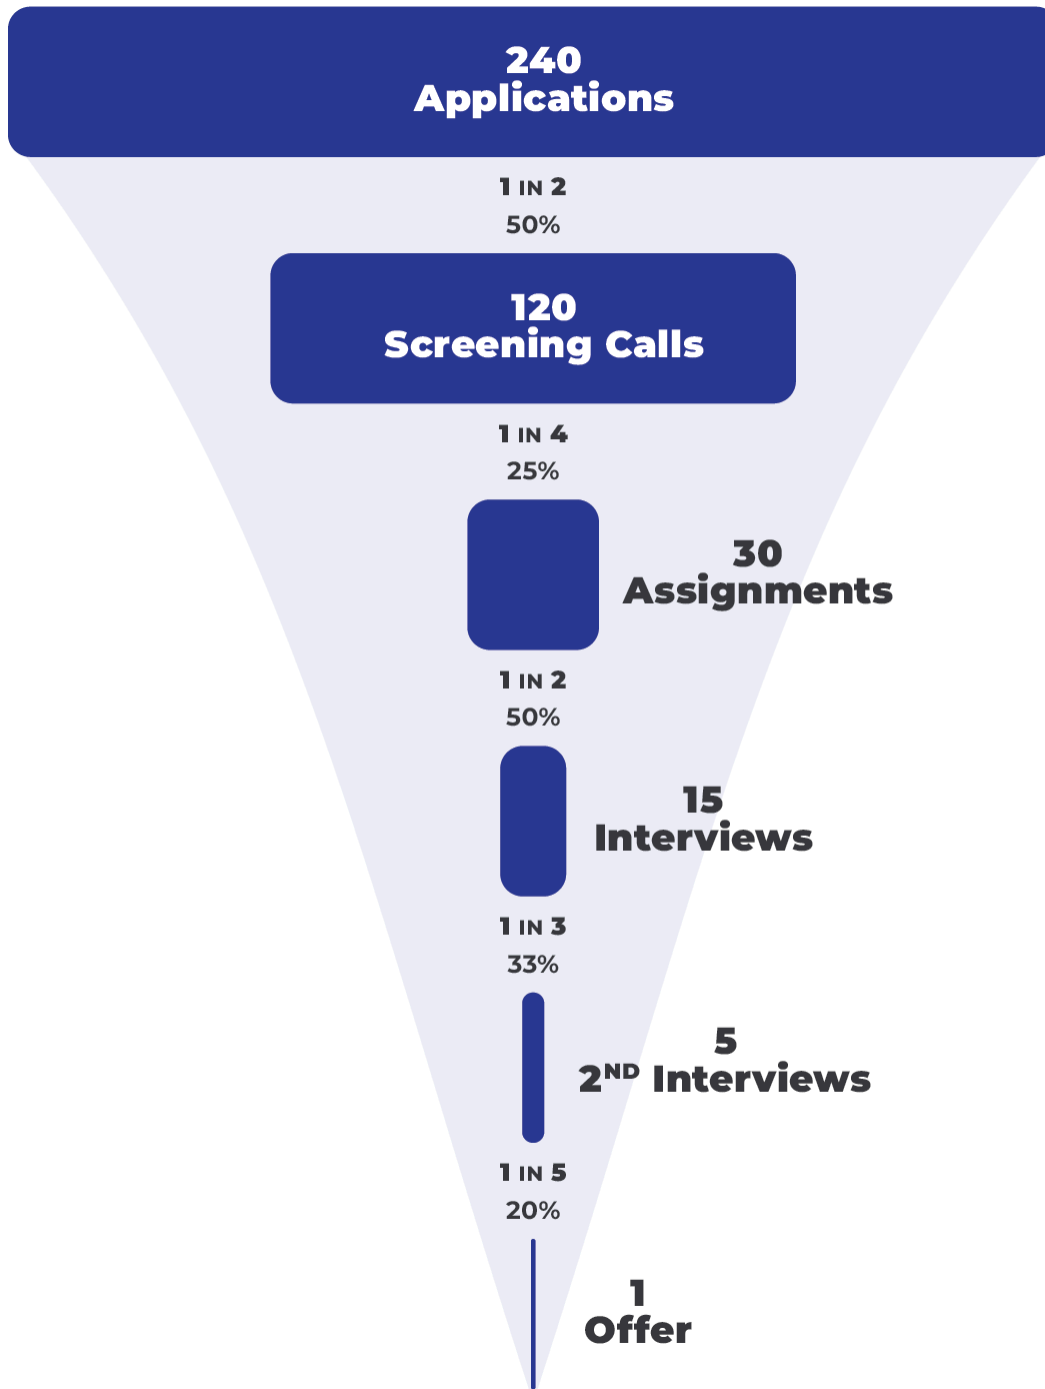 240
Applications
1 IN 2
50%
120
Screening Calls
1 IN 4
25%
30
Assignments
1 IN 2
50%
15
Interviews
1 IN 3
33%
5
2ND Interviews
1 IN 5
20%
1
Offer